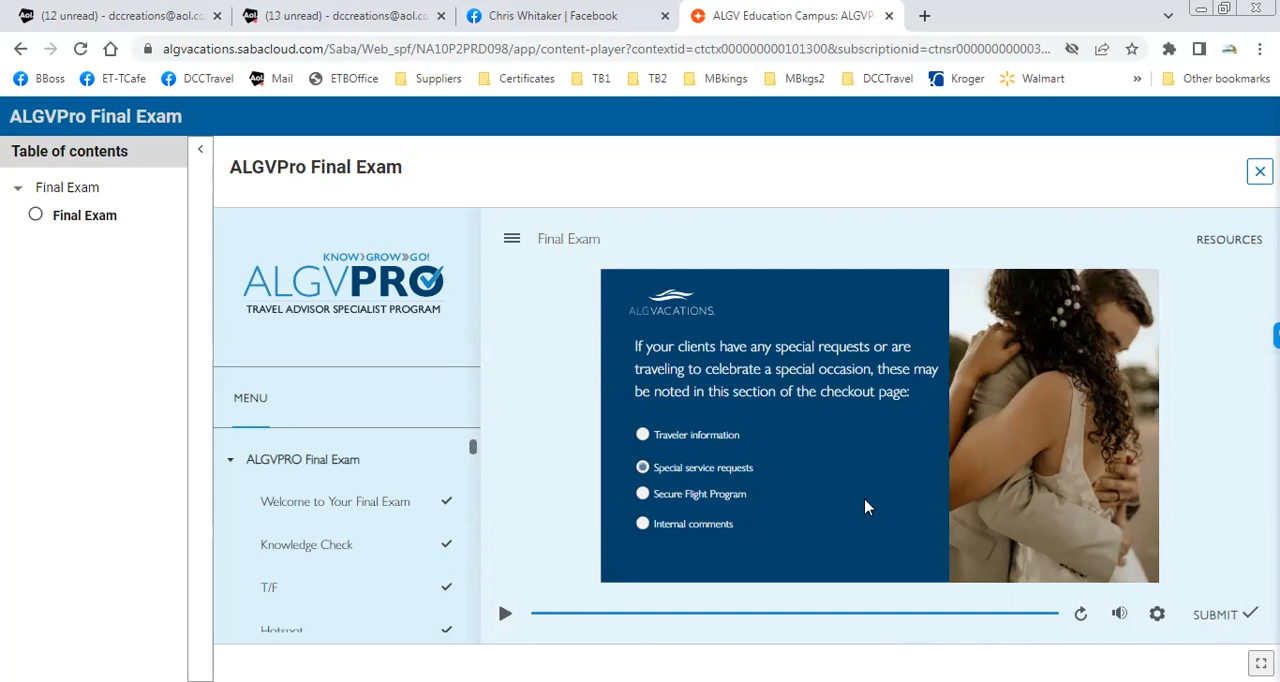 (12 unread) - dccreations@aol.cc
(13 unread) - dccreations@aol.co
Chris Whitaker | Facebook
ALGV Education Campus: ALGVP
algvacations.sabacloud.com/Saba/Web_spf/NA10P2PRD098/app/content-player?contextid=ctctx000000000101300&subscriptionid=ctnsr000000000003...
BBoss
ET-TCafe
DCCTravel
Aol. Mail
ETBOffice
Suppliers
Certificates
TB1
TB2
MBkings
MBkgs2
DCCTravel
Kroger
Walmart
»
Other bookmarks
ALGVPro Final Exam
Table of contents
Final Exam
Final Exam
ALGVPro Final Exam
KNOW»GROW»GO!
ALGVPRO
TRAVEL ADVISOR SPECIALIST PROGRAM
MENU
ALGVPRO Final Exam
Welcome to Your Final Exam
Knowledge Check
T/F
Hotspot
Final Exam
RESOURCES
ALGVACATIONS.
If your clients have any special requests or are
traveling to celebrate a special occasion, these may
be noted in this section of the checkout page:
Traveler information
Special service requests
Secure Flight Program
Internal comments
SUBMIT